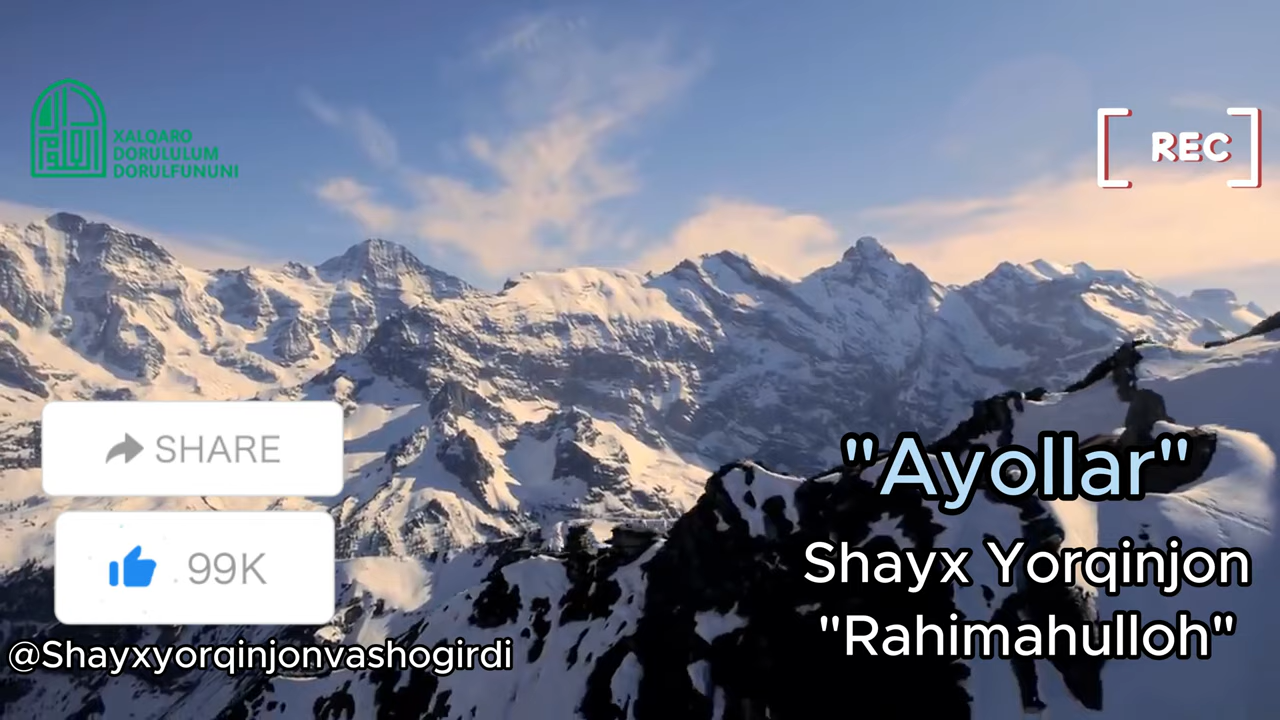 XALQARO
DORULULUM
DORULFUNUNI
REC
SHARE
99K
@Shayxyorqinjonvashogirdi
"Ayollar"
Shayx Yorqinjon
"Rahimahulloh"